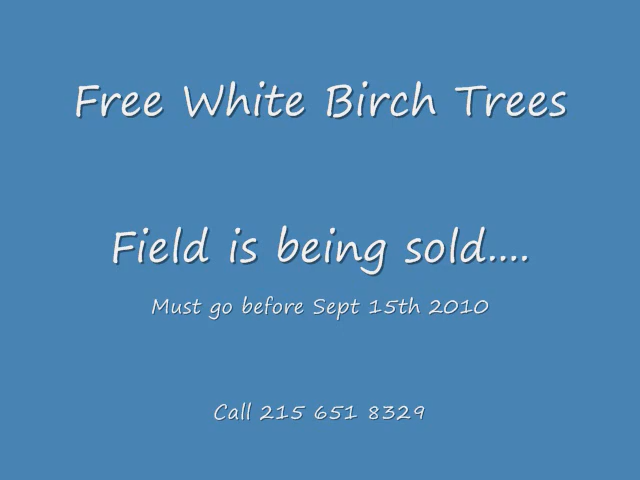 Free White Birch Trees
Field is being sold....
Must go before Sept 15th 2010
Call 215 651 8329